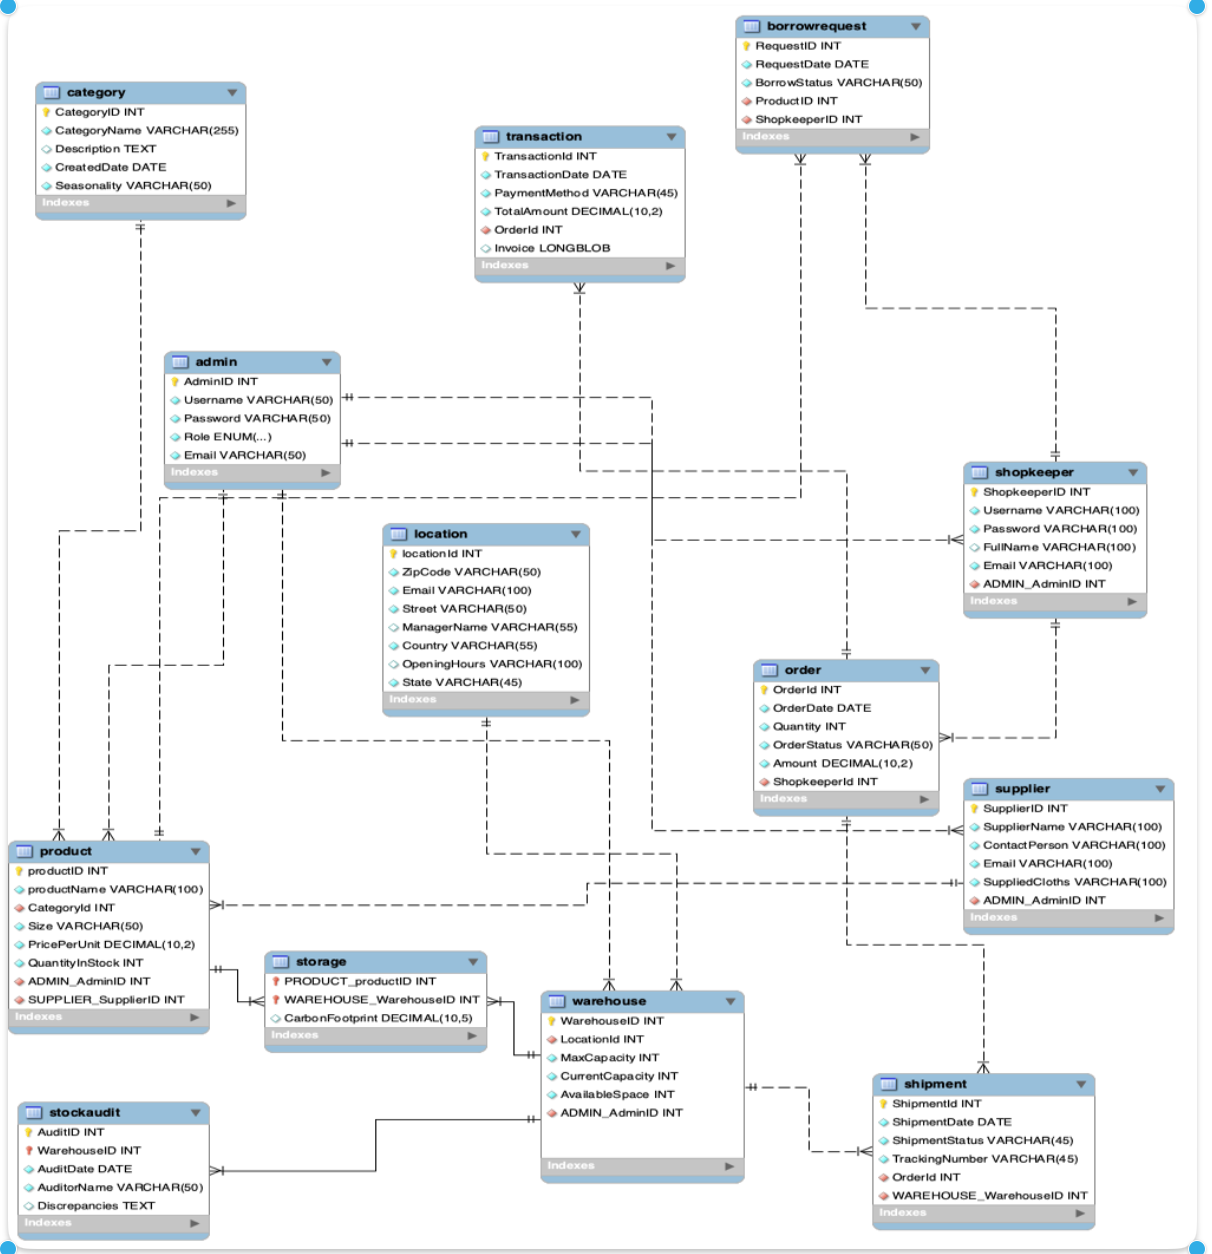 borrowrequest
RequestID INT
RequestDate DATE
BorrowStatus VARCHAR(50)
ProductID INT
ShopkeeperID INT
Indexes
category
CategoryID INT
CategoryName VARCHAR(255)
Description TEXT
CreatedDate DATE
Seasonality VARCHAR(50)
Indexes
transaction
TransactionId INT
TransactionDate DATE
PaymentMethod VARCHAR(45)
TotalAmount DECIMAL(10,2)
OrderId INT
Invoice LONGBLOB
Indexes
admin
AdminID INT
Username VARCHAR(50)
Password VARCHAR(50)
Role ENUM(...)
Email VARCHAR(50)
Indexes
shopkeeper
ShopkeeperID INT
Username VARCHAR(100)
Password VARCHAR(100)
FullName VARCHAR(100)
Email VARCHAR(100)
ADMIN_AdminID INT
Indexes
location
locationId INT
ZipCode VARCHAR(50)
Email VARCHAR(100)
Street VARCHAR(50)
ManagerName VARCHAR(55)
Country VARCHAR(55)
OpeningHours VARCHAR(100)
State VARCHAR(45)
Indexes
order
OrderId INT
OrderDate DATE
Quantity INT
OrderStatus VARCHAR(50)
Amount DECIMAL(10,2)
ShopkeeperId INT
Indexes
supplier
SupplierID INT
SupplierName VARCHAR(100)
ContactPerson VARCHAR(100)
Email VARCHAR(100)
SuppliedCloths VARCHAR(100)
ADMIN_AdminID INT
Indexes
product
productID INT
productName VARCHAR(100)
CategoryId INT
Size VARCHAR(50)
PricePerUnit DECIMAL(10,2)
QuantityInStock INT
ADMIN_AdminID INT
SUPPLIER_SupplierID INT
Indexes
storage
PRODUCT_productID INT
WAREHOUSE_WarehouseID INT
CarbonFootprint DECIMAL(10,5)
Indexes
warehouse
WarehouseID INT
LocationId INT
MaxCapacity INT
CurrentCapacity INT
AvailableSpace INT
ADMIN_AdminID INT
Indexes
stockaudit
AuditID INT
WarehouseID INT
AuditDate DATE
AuditorName VARCHAR(50)
Discrepancies TEXT
Indexes
shipment
ShipmentId INT
ShipmentDate DATE
ShipmentStatus VARCHAR(45)
TrackingNumber VARCHAR(45)
OrderId INT
WAREHOUSE_WarehouseID INT
Indexes